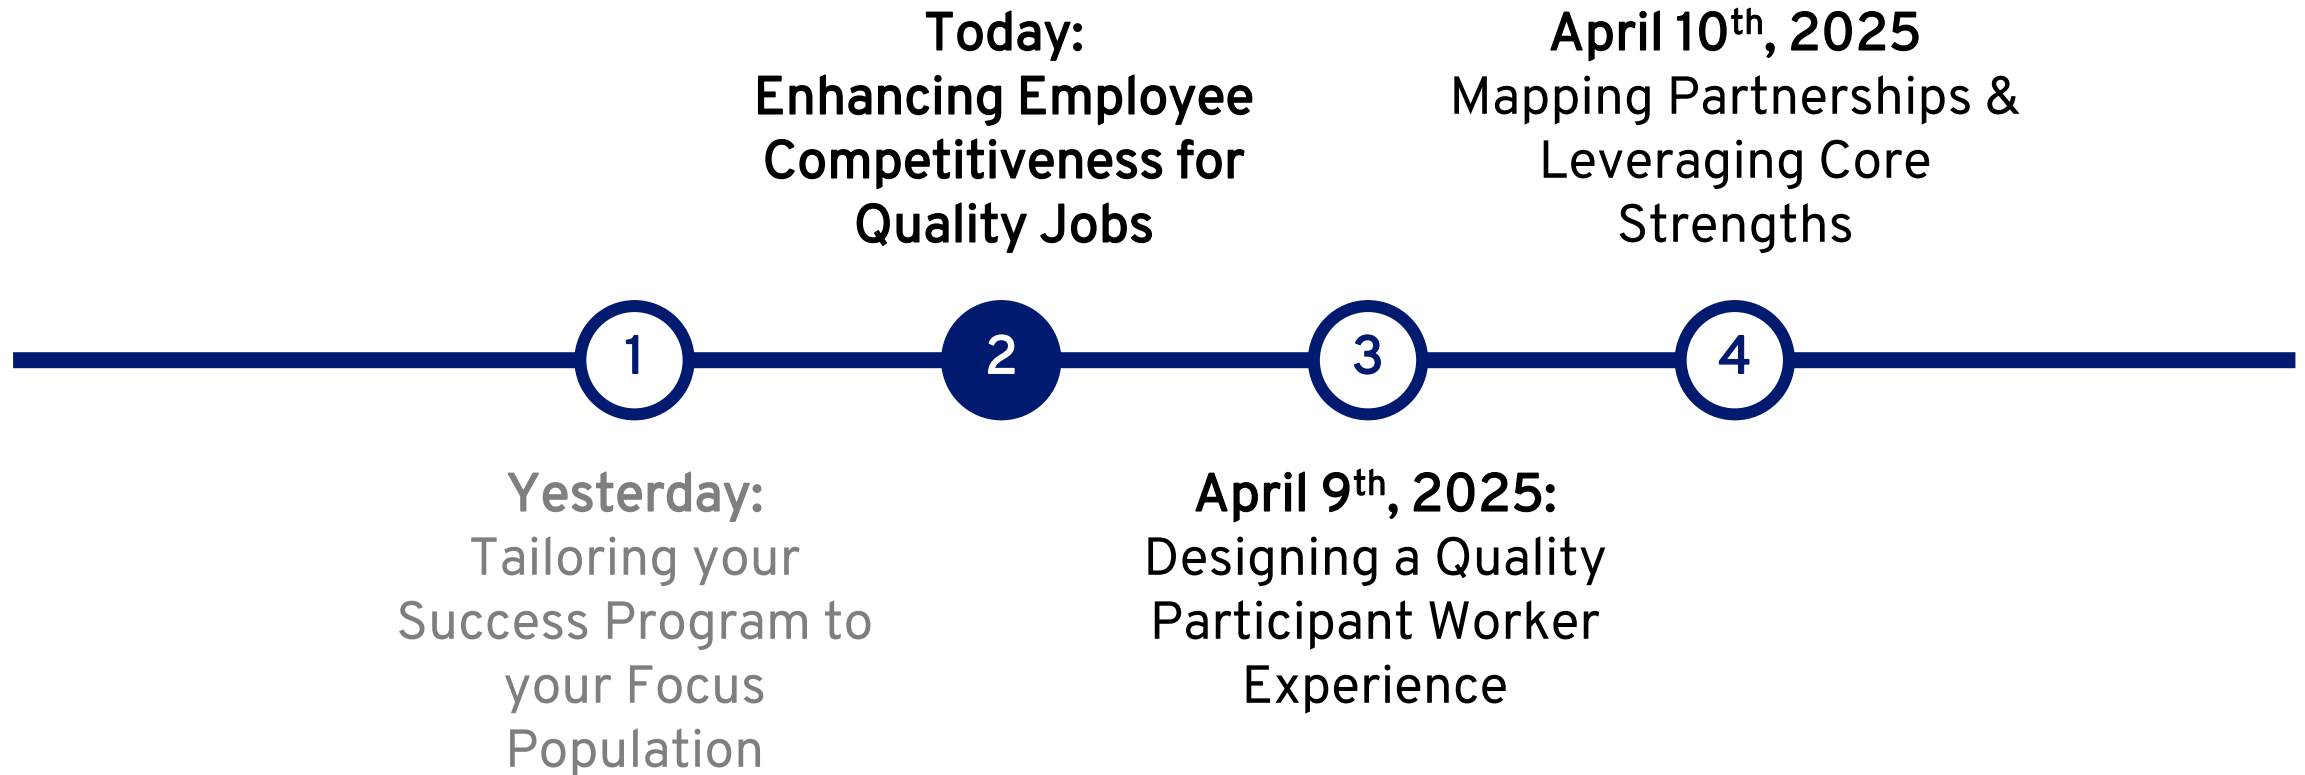 Today:
Enhancing Employee
Competitiveness for
Quality Jobs
April 10th, 2025
Mapping Partnerships &
Leveraging Core
Strengths
1
2
3
4
Yesterday:
Tailoring your
Success Program to
your Focus
Population
April 9th, 2025:
Designing a Quality
Participant Worker
Experience